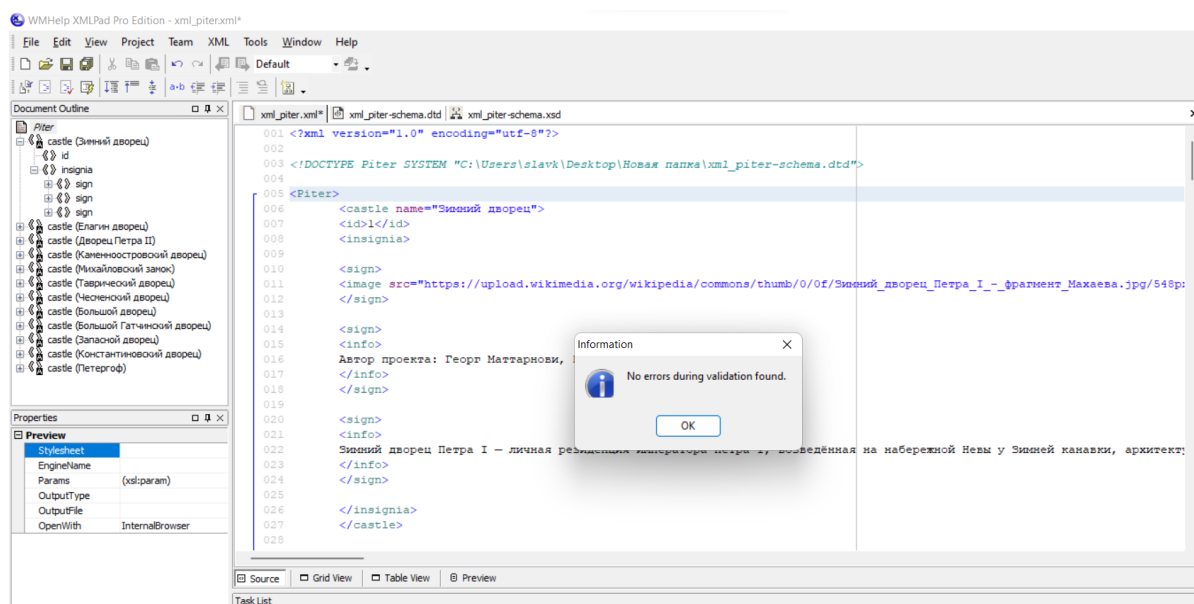 WMHelp XMLPad Pro Edition - xml_piter.xml*
File Edit View Project Team XML Tools Window Help
Default
a•b
Document Outline
Piter
castle (Зимний дворец)
id
insignia
sign
sign
sign
castle (Елагин дворец)
castle (Дворец Петра II)
castle (Каменноостровский дворец)
castle (Михайловский замок)
castle (Таврический дворец)
castle (Чесменский дворец)
castle (Большой дворец)
castle (Большой Гатчинский дворец)
castle (Запасной дворец)
castle (Константиновский дворец)
castle (Петергоф)
Properties
Preview
Stylesheet
EngineName
Params (xsl:param)
OutputType
OutputFile
OpenWith InternalBrowser
xml_piter.xml* xml_piter-schema.dtd xml_piter-schema.xsd
001 <?xml version="1.0" encoding="utf-8"?>
002
003 <!DOCTYPE Piter SYSTEM "C:\Users\slavk\Desktop\Новая папка\xml_piter-schema.dtd">
004
005 <Piter>
006 <castle name="Зимний дворец">
007 <id>1</id>
008 <insignia>
009
010 <sign>
011 <image src="https://upload.wikimedia.org/wikipedia/commons/thumb/0/0f/Зимний_дворец_Петра_I_-_фрагмент_Махаева.jpg/548p
012 </sign>
013
014 <sign>
015 <info>
016 Автор проекта: Георг Маттарнови,
017 </info>
018 </sign>
019
020 <sign>
021 <info>
022 Зимний дворец Петра I — личная резиденция императора Петра I, возведённая на набережной Невы у Зимней канавки, архитект
023 </info>
024 </sign>
025
026 </insignia>
027 </castle>
028
Information
No errors during validation found.
OK
Source Grid View Table View Preview
Task List